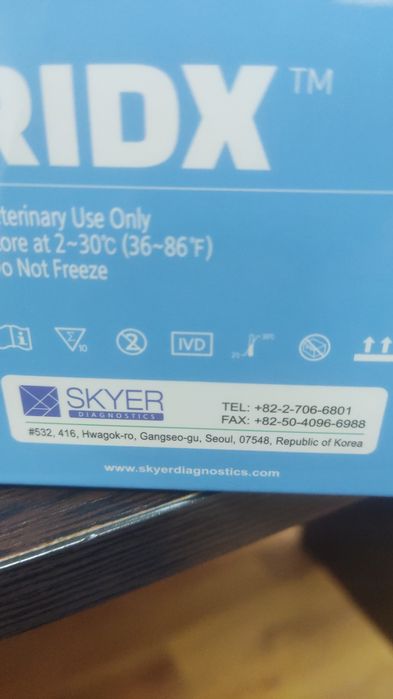 RIDX™
terinary Use Only
ore at 2~30℃ (36~86℉)
o Not Freeze
i
Σ
10
2
IVD
SKYER
DIAGNOSTICS
TEL: +82-2-706-6801
FAX: +82-50-4096-6988
#532, 416, Hwagok-ro, Gangseo-gu, Seoul, 07548, Republic of Korea
www.skyerdiagnostics.com